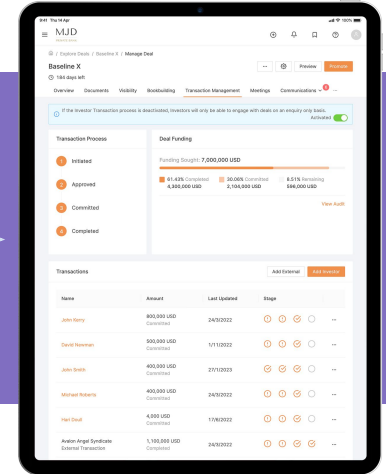 9:41 Thu 14 Apr
100%
MJD
Explore Deals / Baseline X / Manage Deal
Baseline X
184 days left
Preview
Overview Documents Visibility Bookbuilding Transaction Management Meetings Communications
If the Investor Transaction process is deactivated, investors will only be able to engage with deals on an enquiry only basis.
Activated
Transaction Process
1 Initiated
2 Approved
3 Committed
4 Completed
Deal Funding
Funding Sought: 7,000,000 USD
61.43% Completed 30.06% Committed 8.51% Remaining
4,300,000 USD 2,104,000 USD 596,000 USD
View Audit
Transactions
Add External Add Investor
Name Amount Last Updated Stage
John Kerry 800,000 USD Committed 24/3/2022
David Newman 500,000 USD Committed 1/11/2022
John Smith 400,000 USD Committed 27/1/2023
Michael Roberts 400,000 USD Committed 24/3/2022
Hari Devil 4,000 USD Committed 17/8/2022
Avalon Angel Syndicate External Transaction 1,100,000 USD Completed 24/3/2022